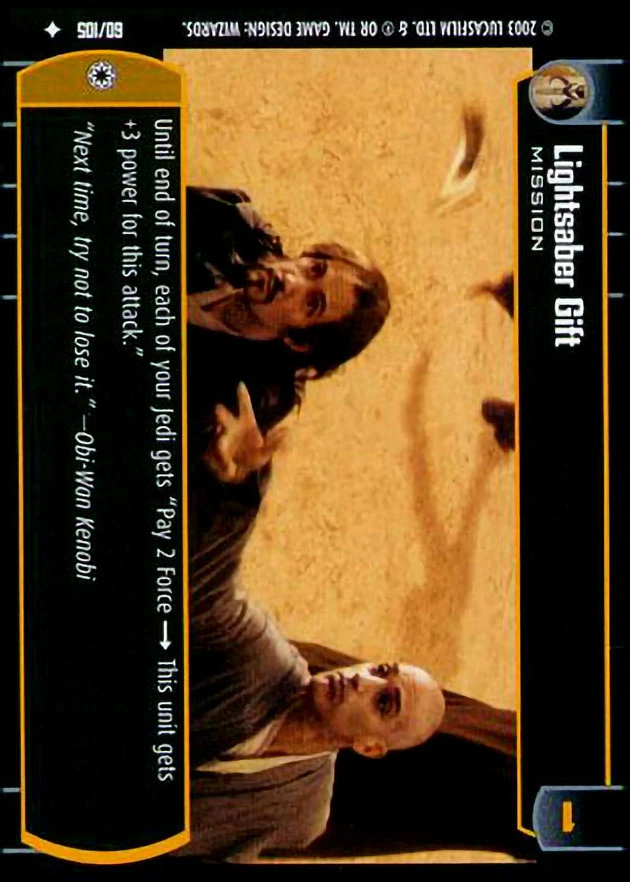 Lightsaber Gift
MISSION
1
Until end of turn, each of your Jedi gets “Pay 2 Force → This unit gets
+3 power for this attack.”
“Next time, try not to lose it.” –Obi-Wan Kenobi
60/105
© 2003 LUCASFILM LTD. & ® OR TM. GAME DESIGN: WIZARDS.